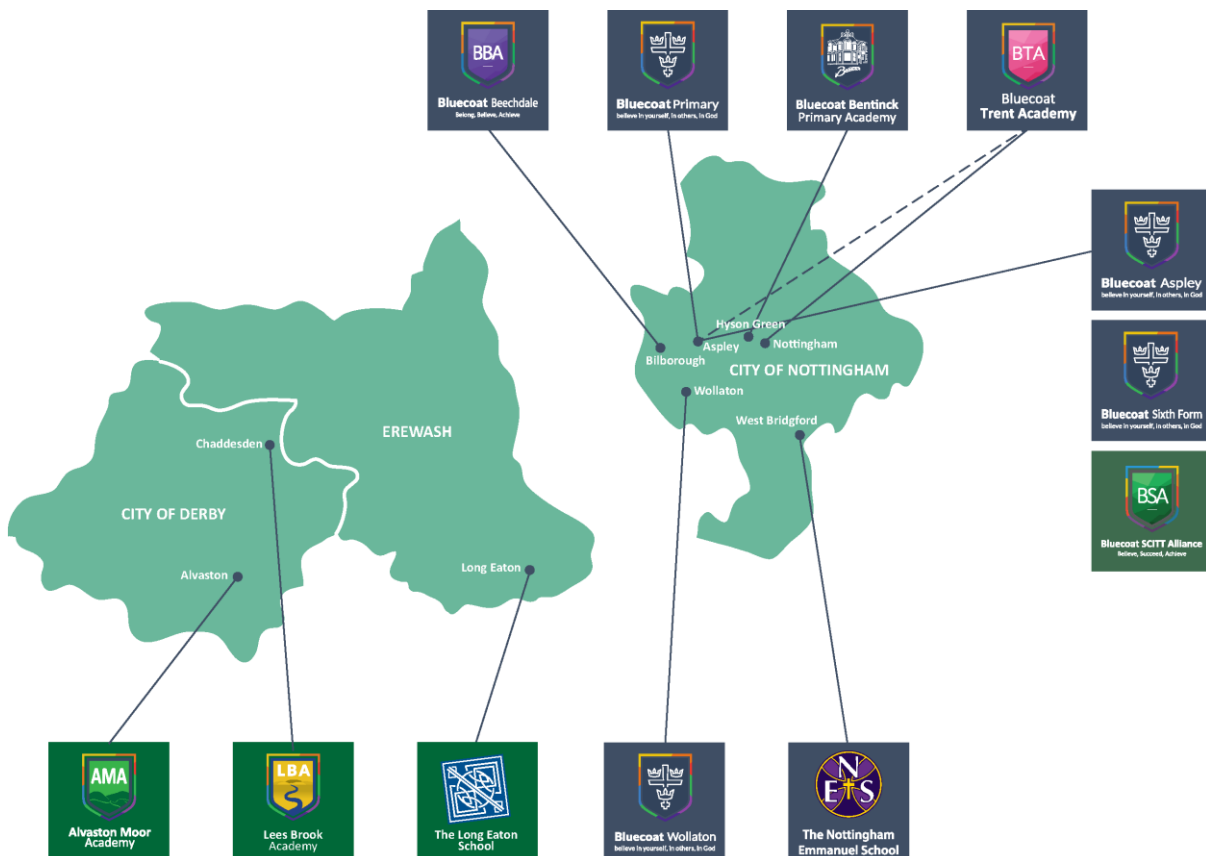 BBA
Bluecoat Beechdale
Belong, Believe, Achieve
Bluecoat Primary
believe in yourself, in others, in God
Bluecoat Bentinck
Primary Academy
BTA
Bluecoat
Trent Academy
Bluecoat Aspley
believe in yourself, in others, in God
Bluecoat Sixth Form
believe in yourself, in others, in God
BSA
Bluecoat SCITT Alliance
Believe, Succeed, Achieve
Hyson Green
Nottingham
Aspley
Bilborough
CITY OF NOTTINGHAM
Wollaton
West Bridgford
EREWASH
Chaddesden
CITY OF DERBY
Long Eaton
Alvaston
AMA
Alvaston Moor
Academy
LBA
Lees Brook
Academy
The Long Eaton
School
Bluecoat Wollaton
believe in yourself, in others, in God
N
E S
The Nottingham
Emmanuel School